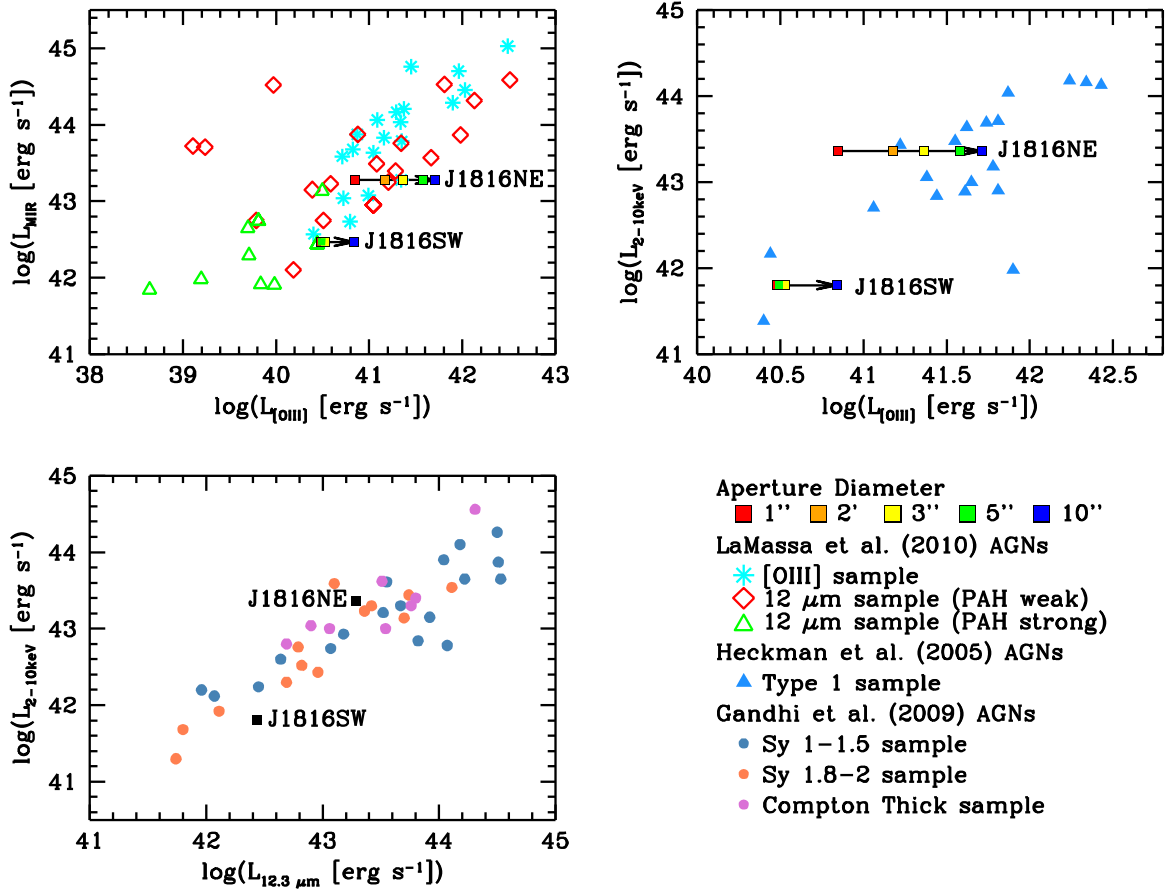 45
44
43
42
41
log(L_MIR [erg s⁻¹])
J1816NE
J1816SW
38 39 40 41 42 43
log(L_[OIII] [erg s⁻¹])
45
44
43
42
41
log(L_2−10keV [erg s⁻¹])
J1816NE
J1816SW
40 40.5 41 41.5 42 42.5
log(L_[OIII] [erg s⁻¹])
45
44
43
42
41
log(L_2−10keV [erg s⁻¹])
J1816NE
J1816SW
41 42 43 44 45
log(L_12.3 μm [erg s⁻¹])
Aperture Diameter
1'' 2' 3'' 5'' 10''
LaMassa et al. (2010) AGNs
[OIII] sample
12 μm sample (PAH weak)
12 μm sample (PAH strong)
Heckman et al. (2005) AGNs
Type 1 sample
Gandhi et al. (2009) AGNs
Sy 1−1.5 sample
Sy 1.8−2 sample
Compton Thick sample